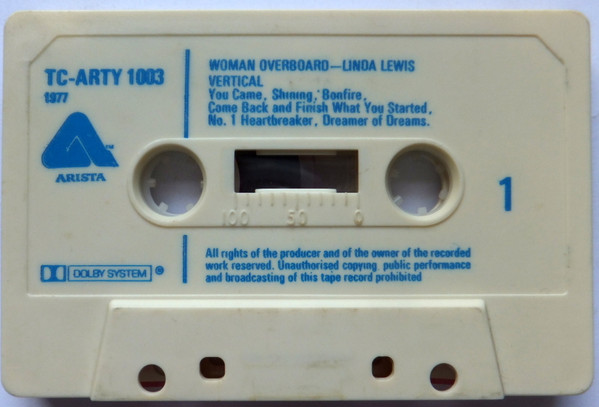 TC-ARTY 1003
1977
ARISTA
TM
WOMAN OVERBOARD—LINDA LEWIS
VERTICAL
You Came, Shining, Bonfire,
Come Back and Finish What You Started,
No. 1 Heartbreaker, Dreamer of Dreams.
100 50 0
1
DOLBY SYSTEM ®
All rights of the producer and of the owner of the recorded
work reserved. Unauthorised copying public performance
and broadcasting of this tape record prohibited